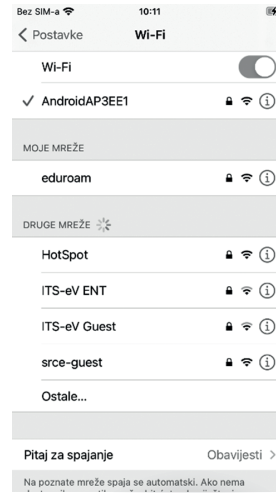 Bez SIM-a 10:11
Postavke Wi-Fi
Wi-Fi
AndroidAP3EE1
MOJE MREŽE
eduroam
DRUGE MREŽE
HotSpot
ITS-eV ENT
ITS-eV Guest
srce-guest
Ostale...
Pitaj za spajanje Obavijesti
Na poznate mreže spaja se automatski. Ako nema